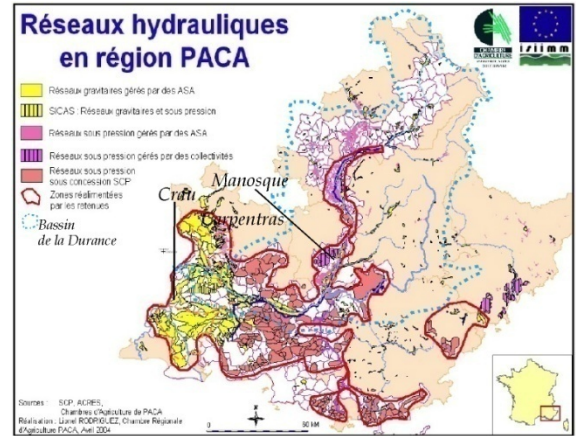 Réseaux hydrauliques
en région PACA
Réseaux gravitaires gérés par des ASA
SICAS : Réseaux gravitaires et sous pression
Réseaux sous pression gérés par des ASA
Réseaux sous pression gérés par des collectivités
Réseaux sous pression
sous concession SCP
Zones réalimentées
par les retenues
Bassin
de la Durance
Crau
Manosque
Carpentras
isiimm
Sources : SCP, ACRES,
Chambres d'Agriculture de PACA
Réalisation : Lionel RODRIGUEZ, Chambre Régionale
d'Agriculture PACA, Avril 2004
0
50 KM